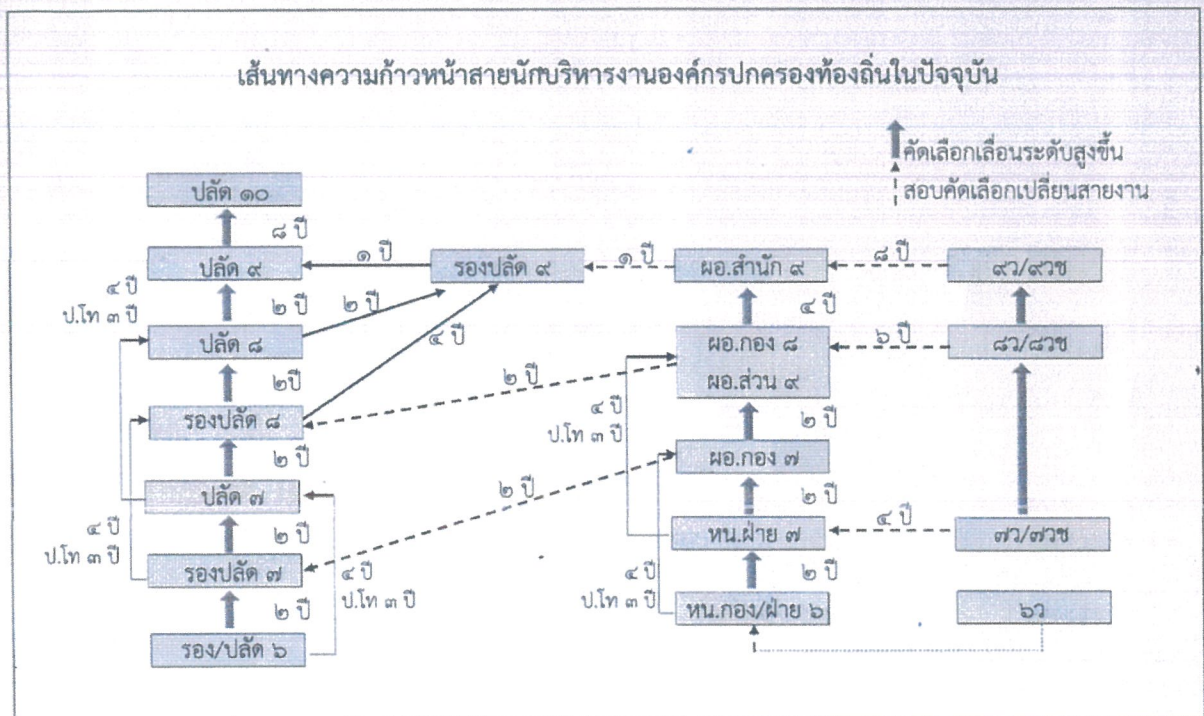 เส้นทางความก้าวหน้าสายนักบริหารงานองค์กรปกครองท้องถิ่นในปัจจุบัน
คัดเลือกเลื่อนระดับสูงขึ้น
สอบคัดเลือกเปลี่ยนสายงาน
ปลัด ๑๐
๘ ปี
ปลัด ๙
๑ ปี
รองปลัด ๙
๑ ปี
ผอ.สำนัก ๙
๘ ปี
๙ว/๙วช
๔ ปี
ป.โท ๓ ปี
๒ ปี
๒ ปี
๔ ปี
๔ ปี
ปลัด ๘
ผอ.กอง ๘
ผอ.ส่วน ๙
๖ ปี
๘ว/๘วช
๒ปี
๒ ปี
๔ ปี
ป.โท ๓ ปี
๒ ปี
รองปลัด ๘
๒ ปี
ผอ.กอง ๗
ปลัด ๗
๒ ปี
๒ ปี
๔ ปี
ป.โท ๓ ปี
๒ ปี
หน.ฝ่าย ๗
๔ ปี
๗ว/๗วช
รองปลัด ๗
๒ ปี
๔ ปี
ป.โท ๓ ปี
๔ ปี
ป.โท ๓ ปี
๒ ปี
หน.กอง/ฝ่าย ๖
๖ว
รอง/ปลัด ๖